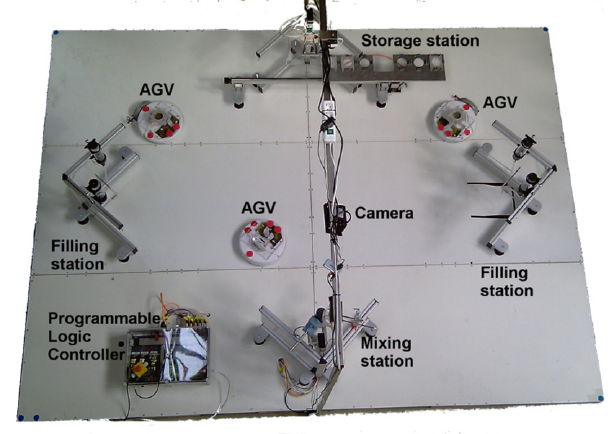 Storage station
AGV
AGV
AGV
Camera
Filling
station
Filling
station
Programmable
Logic
Controller
Mixing
station